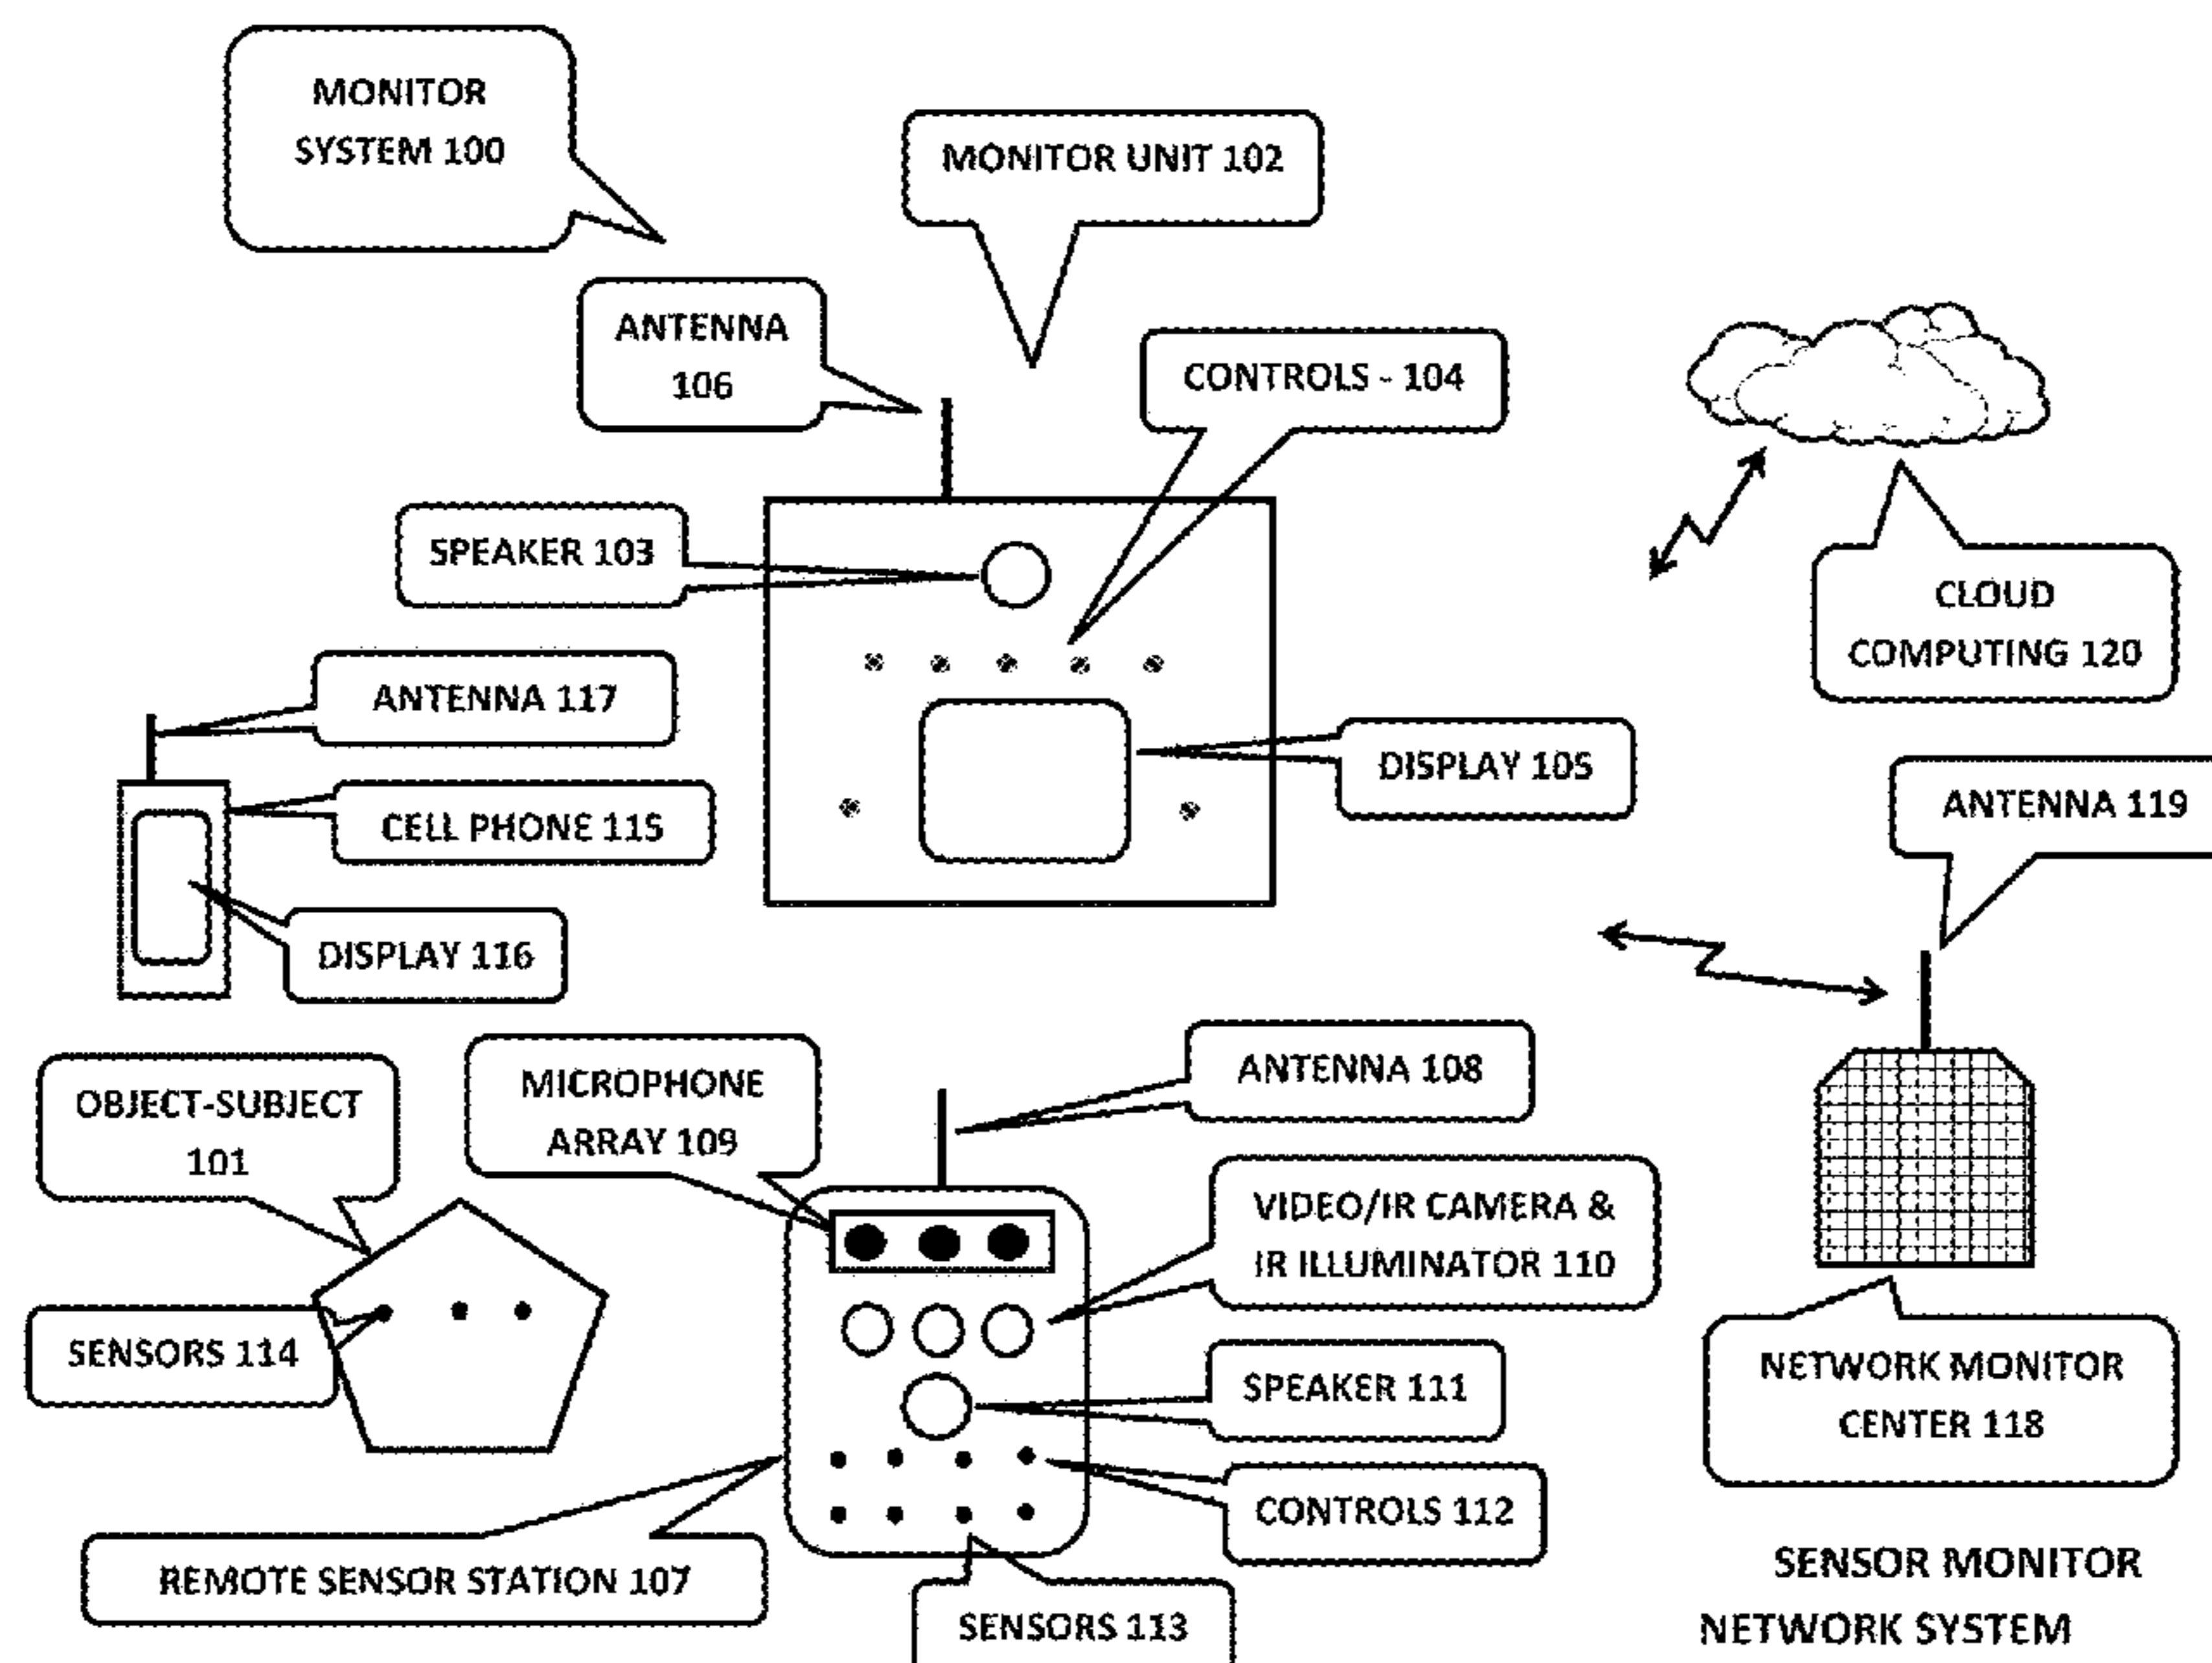 MONITOR
SYSTEM 100
MONITOR UNIT 102
ANTENNA
106
CONTROLS - 104
SPEAKER 103
CLOUD
COMPUTING 120
ANTENNA 117
DISPLAY 105
ANTENNA 119
CELL PHONE 115
DISPLAY 116
MICROPHONE
ARRAY 109
ANTENNA 108
OBJECT-SUBJECT
101
VIDEO/IR CAMERA &
IR ILLUMINATOR 110
SENSORS 114
SPEAKER 111
NETWORK MONITOR
CENTER 118
CONTROLS 112
REMOTE SENSOR STATION 107
SENSORS 113
SENSOR MONITOR
NETWORK SYSTEM